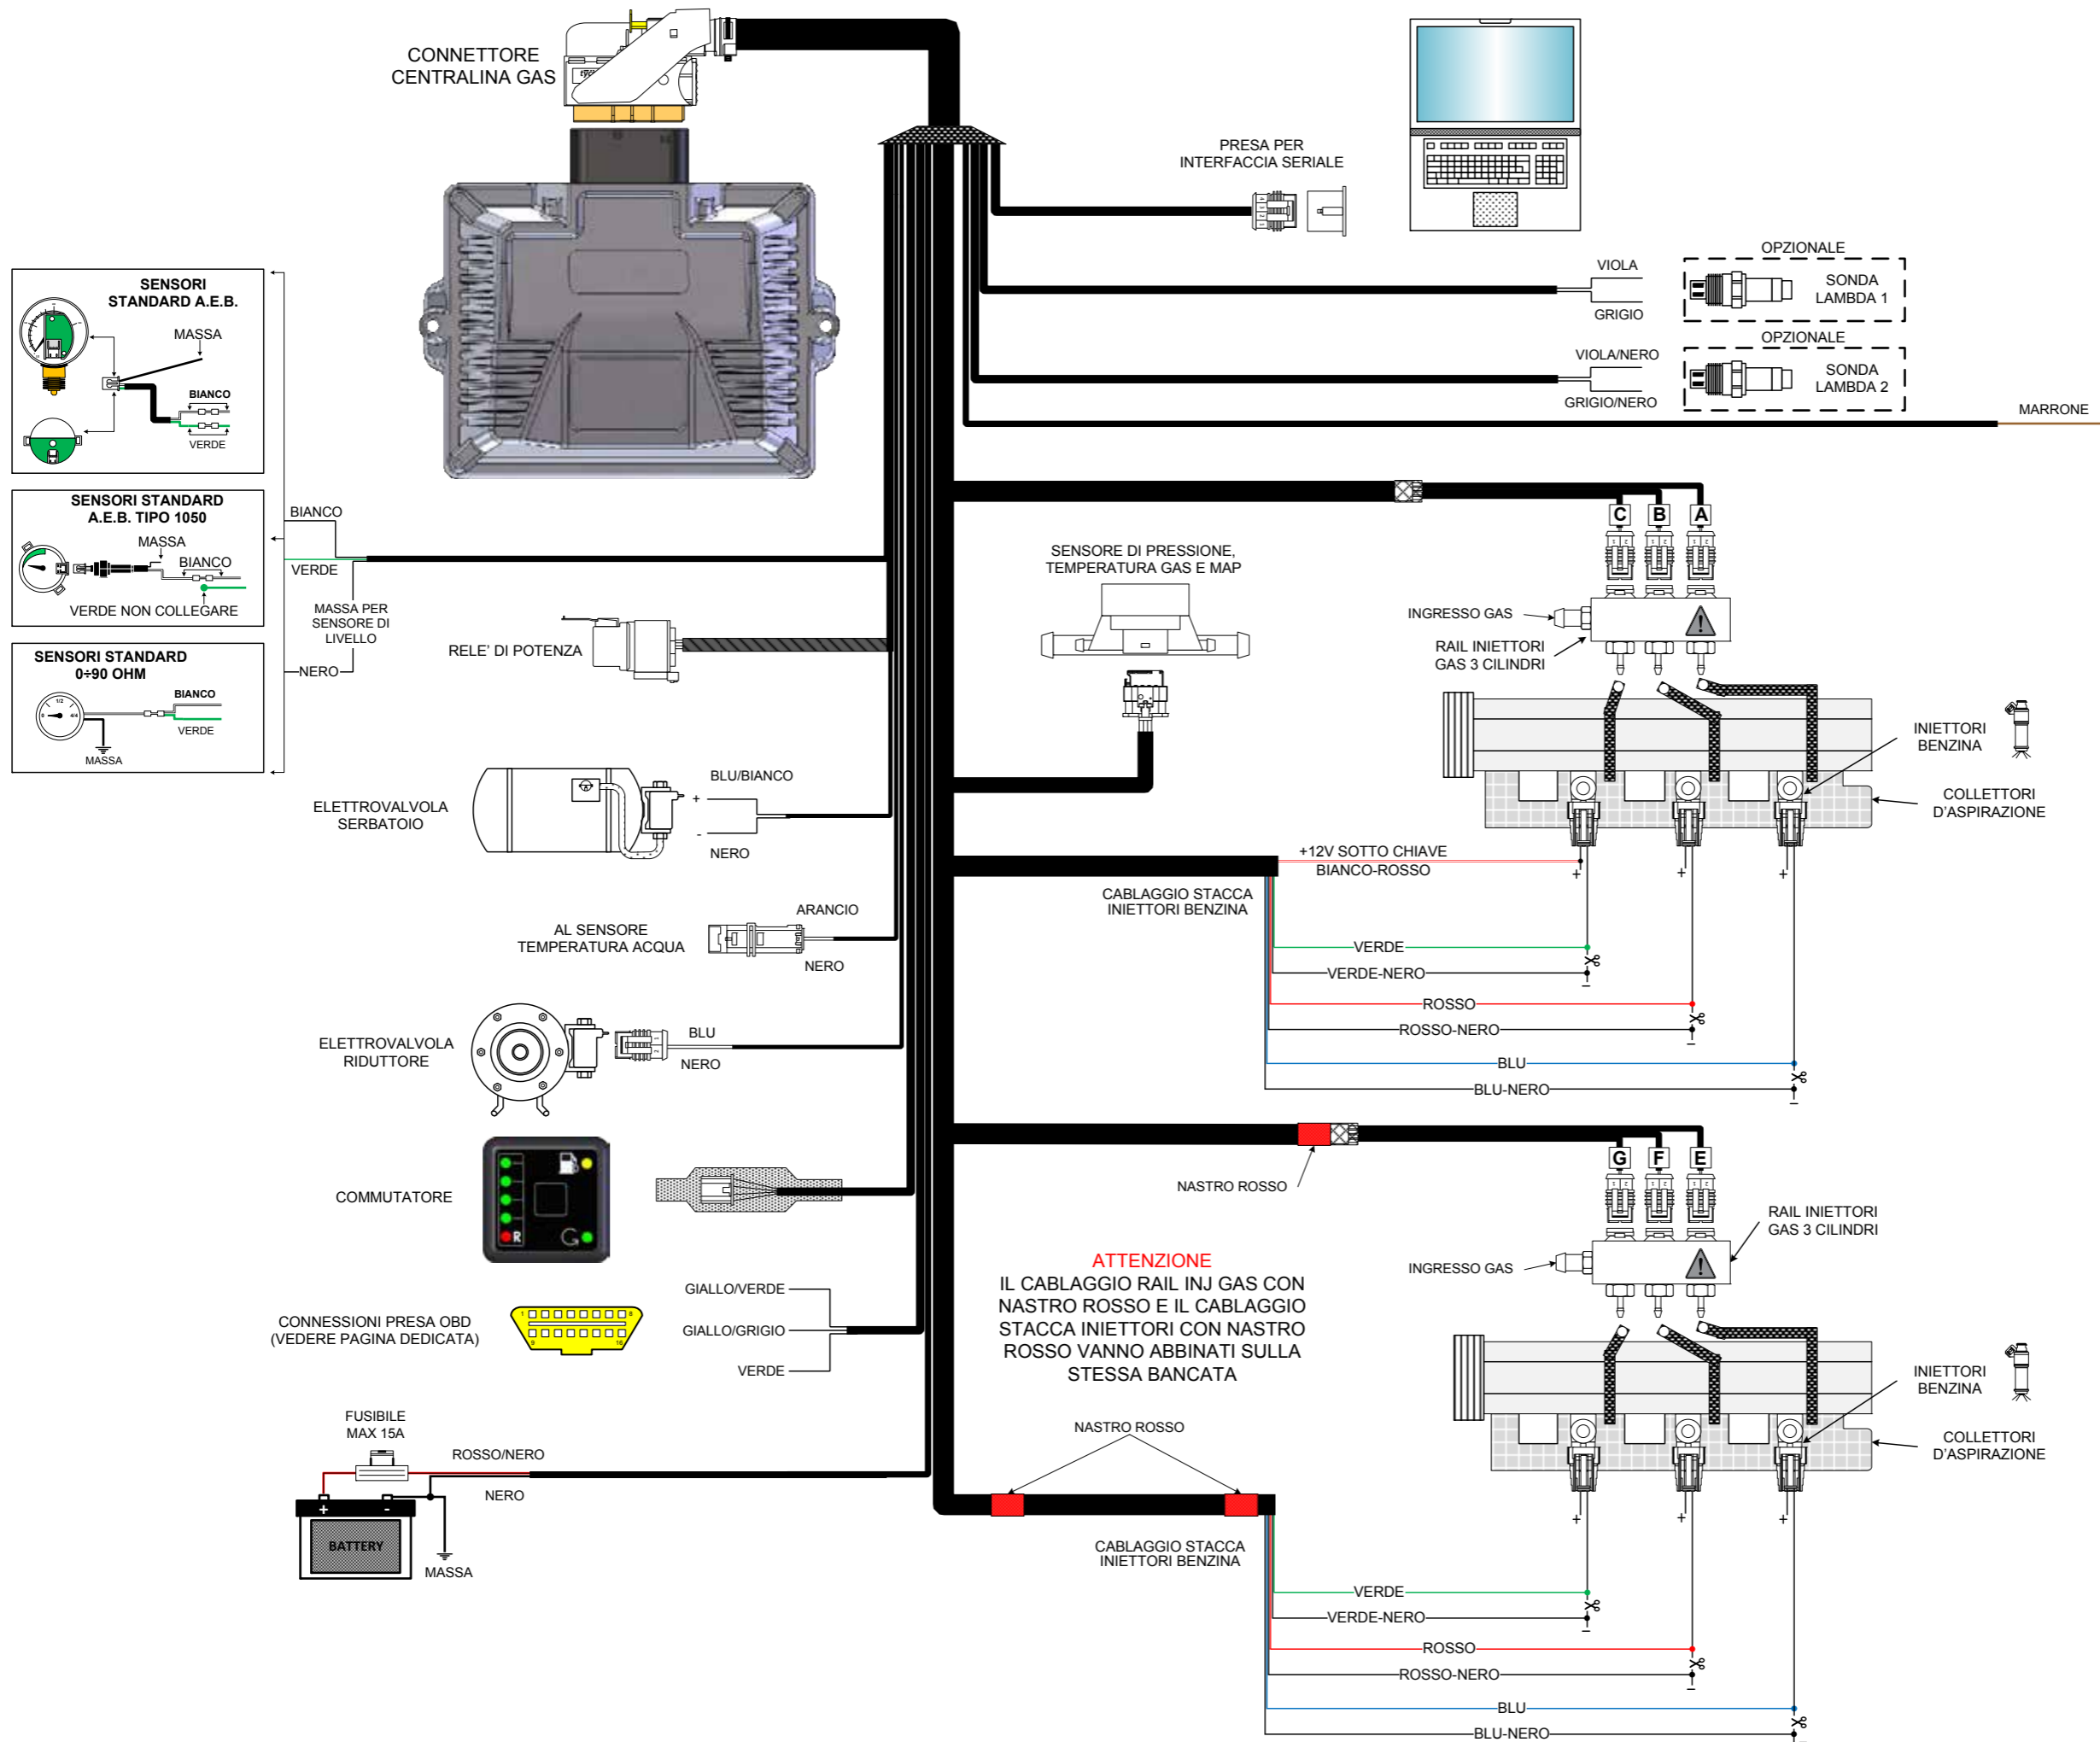 CONNETTORE
CENTRALINA GAS
PRESA PER
INTERFACCIA SERIALE
OPZIONALE
VIOLA
SONDA
LAMBDA 1
GRIGIO
OPZIONALE
VIOLA/NERO
SONDA
LAMBDA 2
GRIGIO/NERO
MARRONE
SENSORI
STANDARD A.E.B.
MASSA
BIANCO
VERDE
SENSORI STANDARD
A.E.B. TIPO 1050
MASSA
BIANCO
VERDE NON COLLEGARE
SENSORI STANDARD
0÷90 OHM
0 1/2 4/4
BIANCO
VERDE
MASSA
BIANCO
VERDE
MASSA PER
SENSORE DI
LIVELLO
NERO
RELE' DI POTENZA
SENSORE DI PRESSIONE,
TEMPERATURA GAS E MAP
C B A
INGRESSO GAS
RAIL INIETTORI
GAS 3 CILINDRI
INIETTORI
BENZINA
COLLETTORI
D'ASPIRAZIONE
ELETTROVALVOLA
SERBATOIO
BLU/BIANCO
+
-
NERO
+12V SOTTO CHIAVE
BIANCO-ROSSO
CABLAGGIO STACCA
INIETTORI BENZINA
+ + +
VERDE
VERDE-NERO
ROSSO
ROSSO-NERO
BLU
BLU-NERO
AL SENSORE
TEMPERATURA ACQUA
ARANCIO
NERO
ELETTROVALVOLA
RIDUTTORE
BLU
NERO
COMMUTATORE
R
NASTRO ROSSO
G F E
RAIL INIETTORI
GAS 3 CILINDRI
INGRESSO GAS
ATTENZIONE
IL CABLAGGIO RAIL INJ GAS CON
NASTRO ROSSO E IL CABLAGGIO
STACCA INIETTORI CON NASTRO
ROSSO VANNO ABBINATI SULLA
STESSA BANCATA
CONNESSIONI PRESA OBD
(VEDERE PAGINA DEDICATA)
1 8
9 16
GIALLO/VERDE
GIALLO/GRIGIO
VERDE
INIETTORI
BENZINA
COLLETTORI
D'ASPIRAZIONE
FUSIBILE
MAX 15A
ROSSO/NERO
NERO
+ -
BATTERY
MASSA
NASTRO ROSSO
CABLAGGIO STACCA
INIETTORI BENZINA
+ + +
VERDE
VERDE-NERO
ROSSO
ROSSO-NERO
BLU
BLU-NERO